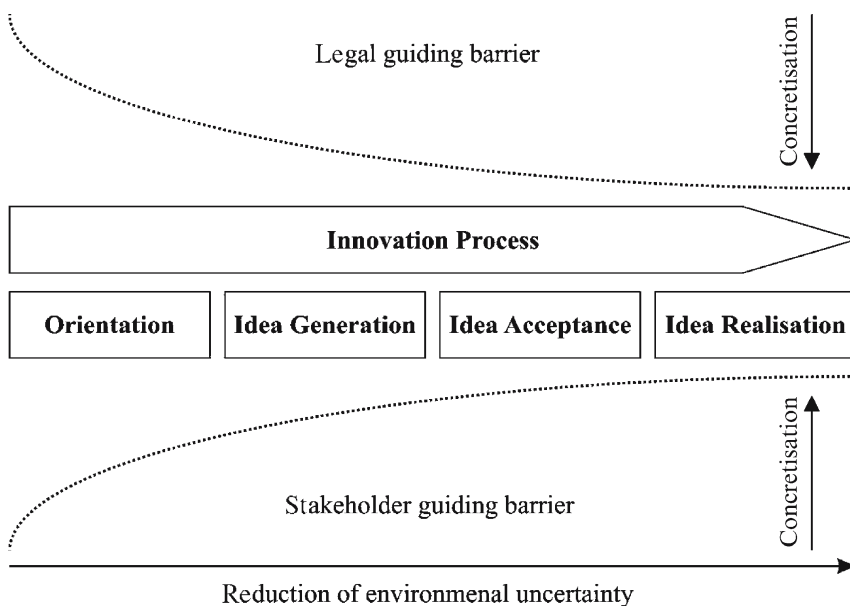 Legal guiding barrier
Concretisation
Innovation Process
Orientation
Idea Generation
Idea Acceptance
Idea Realisation
Concretisation
Stakeholder guiding barrier
Reduction of environmenal uncertainty